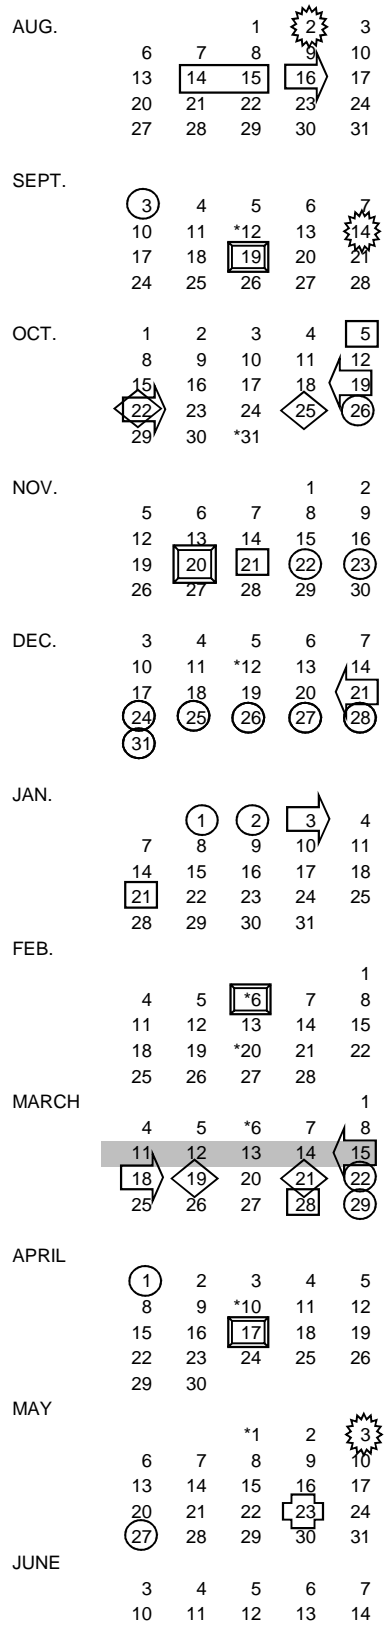 AUG. 1 2 3
6 7 8 9 10
13 14 15 16 17
20 21 22 23 24
27 28 29 30 31
SEPT.
3 4 5 6 7
10 11 *12 13 14
17 18 19 20 21
24 25 26 27 28
OCT. 1 2 3 4 5
8 9 10 11 12
15 16 17 18 19
22 23 24 25 26
29 30 *31
NOV. 1 2
5 6 7 8 9
12 13 14 15 16
19 20 21 22 23
26 27 28 29 30
DEC. 3 4 5 6 7
10 11 *12 13 14
17 18 19 20 21
24 25 26 27 28
31
JAN.
1 2 3 4
7 8 9 10 11
14 15 16 17 18
21 22 23 24 25
28 29 30 31
FEB.
1
4 5 *6 7 8
11 12 13 14 15
18 19 *20 21 22
25 26 27 28
MARCH 1
4 5 *6 7 8
11 12 13 14 15
18 19 20 21 22
25 26 27 28 29
APRIL
1 2 3 4 5
8 9 *10 11 12
15 16 17 18 19
22 23 24 25 26
29 30
MAY
*1 2 3
6 7 8 9 10
13 14 15 16 17
20 21 22 23 24
27 28 29 30 31
JUNE
3 4 5 6 7
10 11 12 13 14